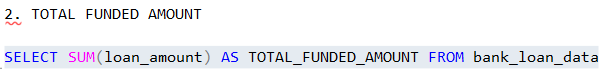 2. TOTAL FUNDED AMOUNT
SELECT SUM(loan_amount) AS TOTAL_FUNDED_AMOUNT FROM bank_loan_data